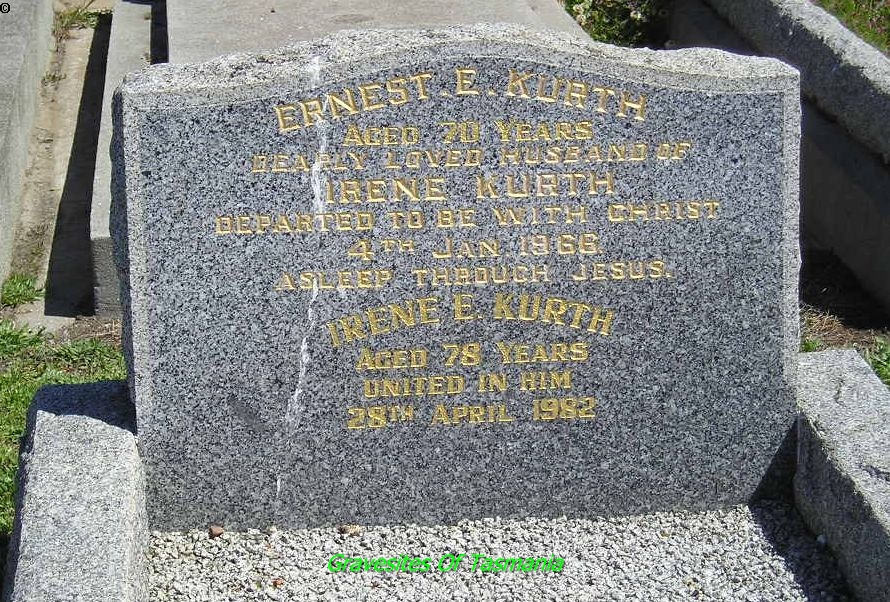 ©
ERNEST. E. KURTH
AGED 70 YEARS
DEARLY LOVED HUSBAND OF
IRENE KURTH
DEPARTED TO BE WITH CHRIST
4TH JAN. 1966
ASLEEP THROUGH JESUS.
IRENE E. KURTH
AGED 78 YEARS
UNITED IN HIM
28TH APRIL 1982
Gravesites Of Tasmania